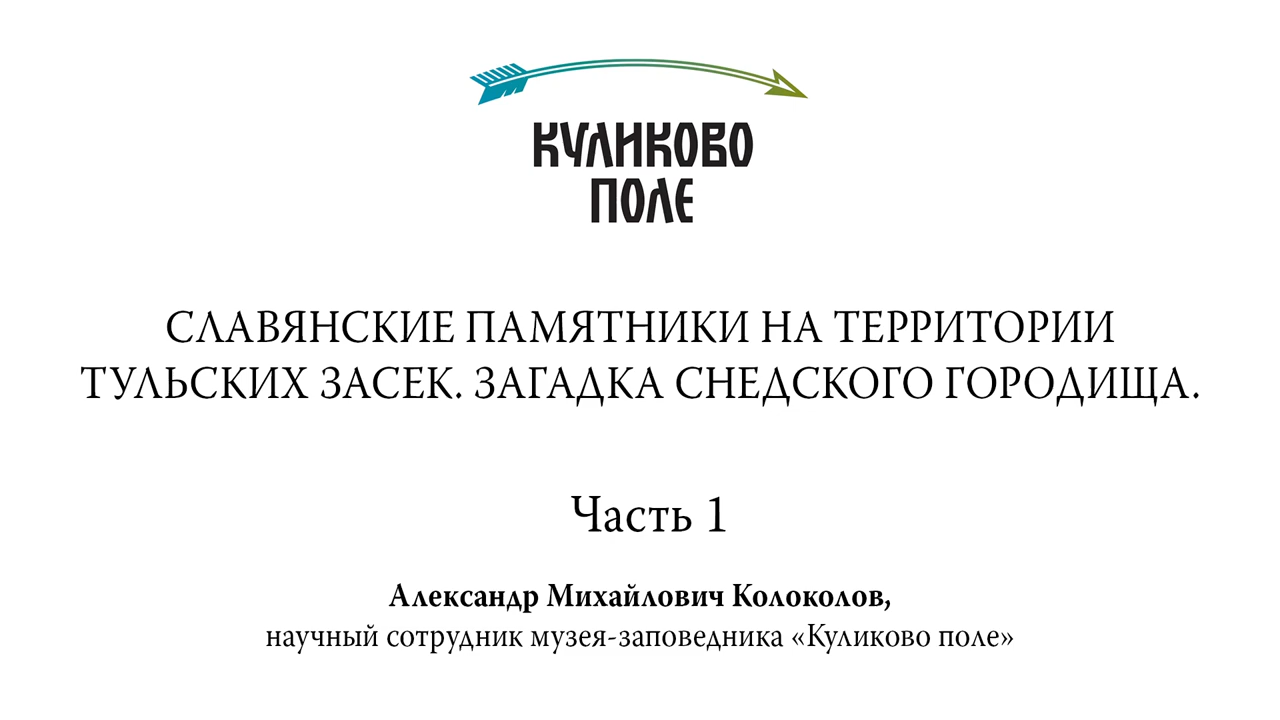 КУЛИКОВО
ПОЛЕ
СЛАВЯНСКИЕ ПАМЯТНИКИ НА ТЕРРИТОРИИ
ТУЛЬСКИХ ЗАСЕК. ЗАГАДКА СНЕДСКОГО ГОРОДИЩА.
Часть 1
Александр Михайлович Колоколов,
научный сотрудник музея-заповедника «Куликово поле»